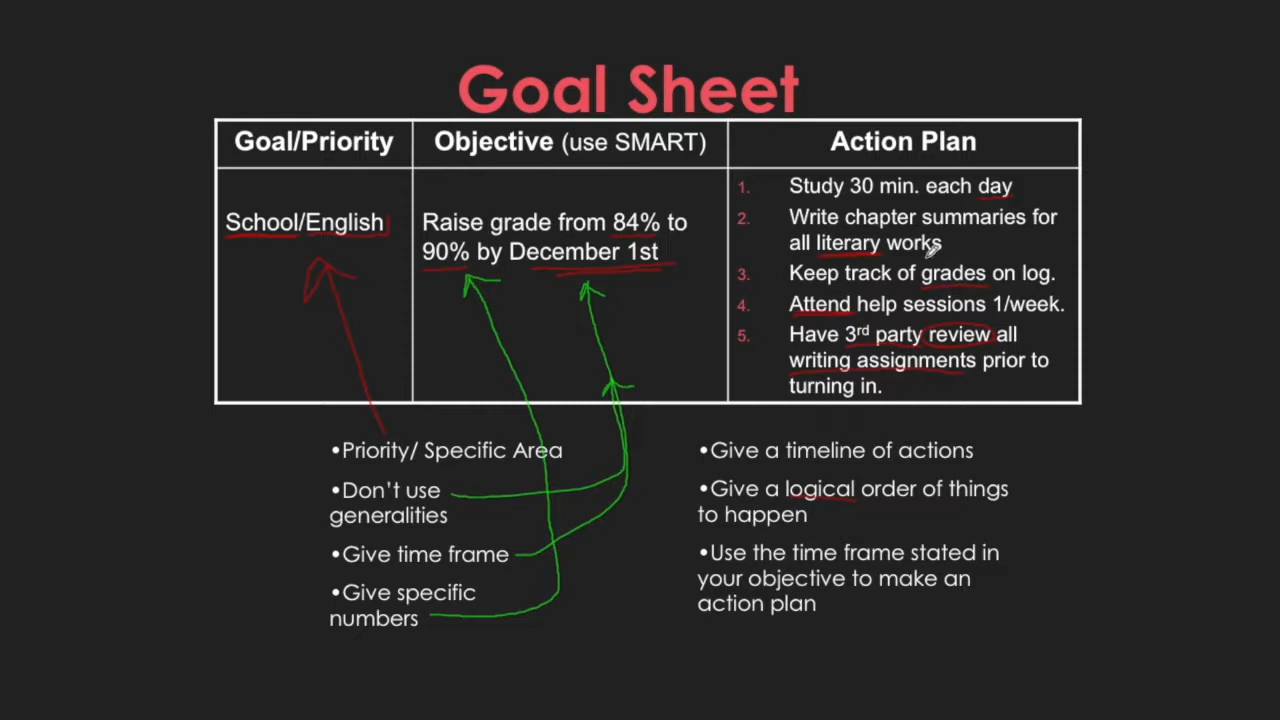 Goal Sheet
Goal/Priority
Objective (use SMART)
Action Plan
School/English
Raise grade from 84% to
90% by December 1st
1. Study 30 min. each day
2. Write chapter summaries for
all literary works
3. Keep track of grades on log.
4. Attend help sessions 1/week.
5. Have 3rd party review all
writing assignments prior to
turning in.
•Priority/ Specific Area
•Don't use
generalities
•Give time frame
•Give specific
numbers
•Give a timeline of actions
•Give a logical order of things
to happen
•Use the time frame stated in
your objective to make an
action plan